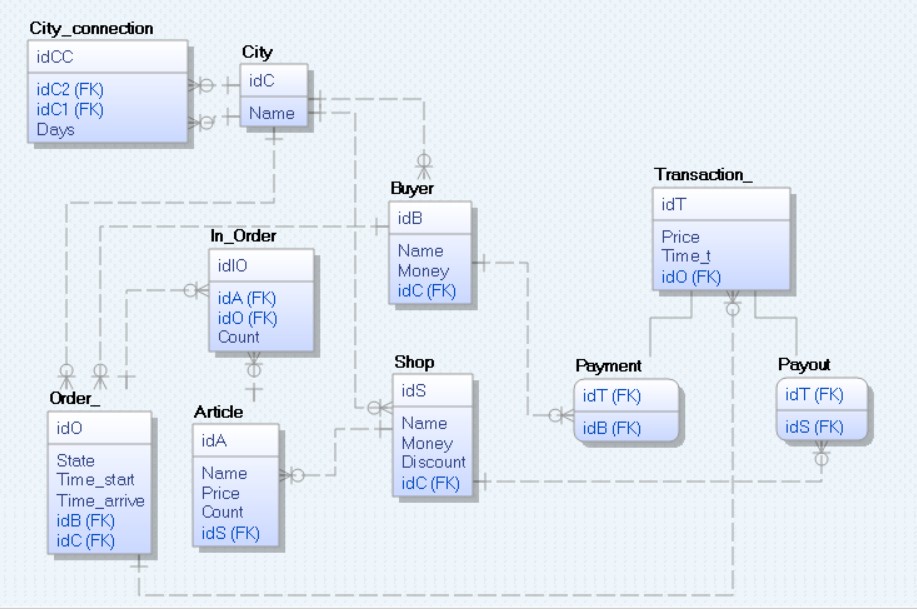 City_connection
idCC
idC2 (FK)
idC1 (FK)
Days
City
idC
Name
Buyer
idB
Name
Money
idC (FK)
Transaction_
idT
Price
Time_t
idO (FK)
In_Order
idIO
idA (FK)
idO (FK)
Count
Shop
idS
Name
Money
Discount
idC (FK)
Payment
idT (FK)
idB (FK)
Payout
idT (FK)
idS (FK)
Order_
idO
State
Time_start
Time_arrive
idB (FK)
idC (FK)
Article
idA
Name
Price
Count
idS (FK)